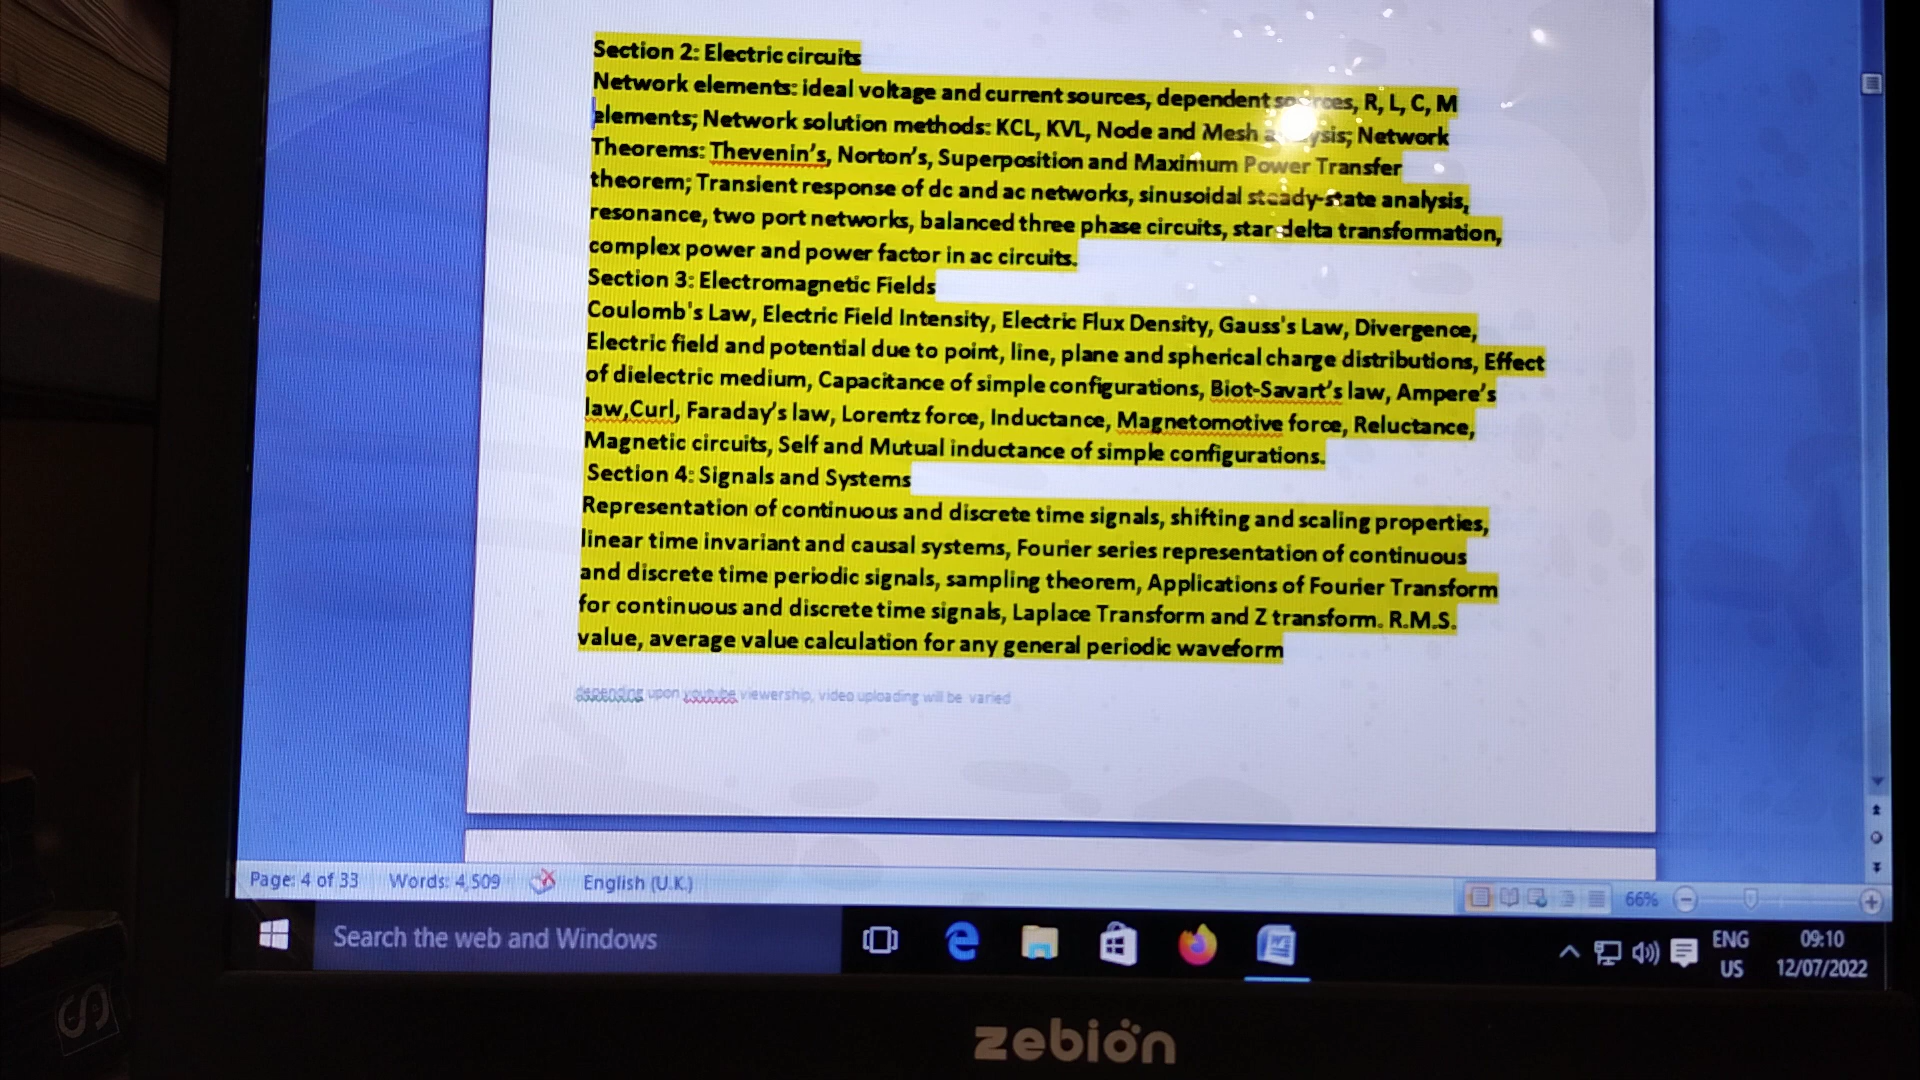 Section 2: Electric circuits
Network elements: ideal voltage and current sources, dependent sources, R, L, C, M
elements; Network solution methods: KCL, KVL, Node and Mesh analysis; Network
Theorems: Thevenin's, Norton's, Superposition and Maximum Power Transfer
theorem; Transient response of dc and ac networks, sinusoidal steady-state analysis,
resonance, two port networks, balanced three phase circuits, star delta transformation,
complex power and power factor in ac circuits.
Section 3: Electromagnetic Fields
Coulomb's Law, Electric Field Intensity, Electric Flux Density, Gauss's Law, Divergence,
Electric field and potential due to point, line, plane and spherical charge distributions, Effect
of dielectric medium, Capacitance of simple configurations, Biot-Savart's law, Ampere's
law,Curl, Faraday's law, Lorentz force, Inductance, Magnetomotive force, Reluctance,
Magnetic circuits, Self and Mutual inductance of simple configurations.
Section 4: Signals and Systems
Representation of continuous and discrete time signals, shifting and scaling properties,
linear time invariant and causal systems, Fourier series representation of continuous
and discrete time periodic signals, sampling theorem, Applications of Fourier Transform
for continuous and discrete time signals, Laplace Transform and Z transform. R.M.S.
value, average value calculation for any general periodic waveform
depending upon youtube viewership, video uploading will be varied
Page: 4 of 33 Words: 4,509 English (U.K.) 66%
Search the web and Windows
ENG 09:10
US 12/07/2022
zebion